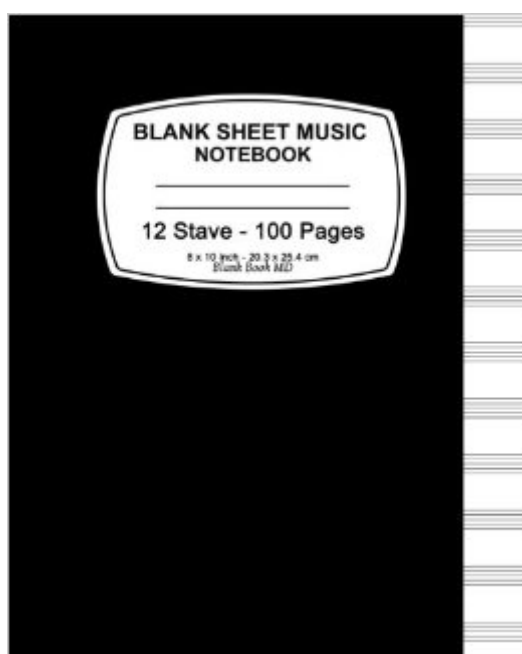 BLANK SHEET MUSIC
NOTEBOOK
12 Stave - 100 Pages
8 x 10 inch - 20.3 x 25.4 cm
Blank Book MD